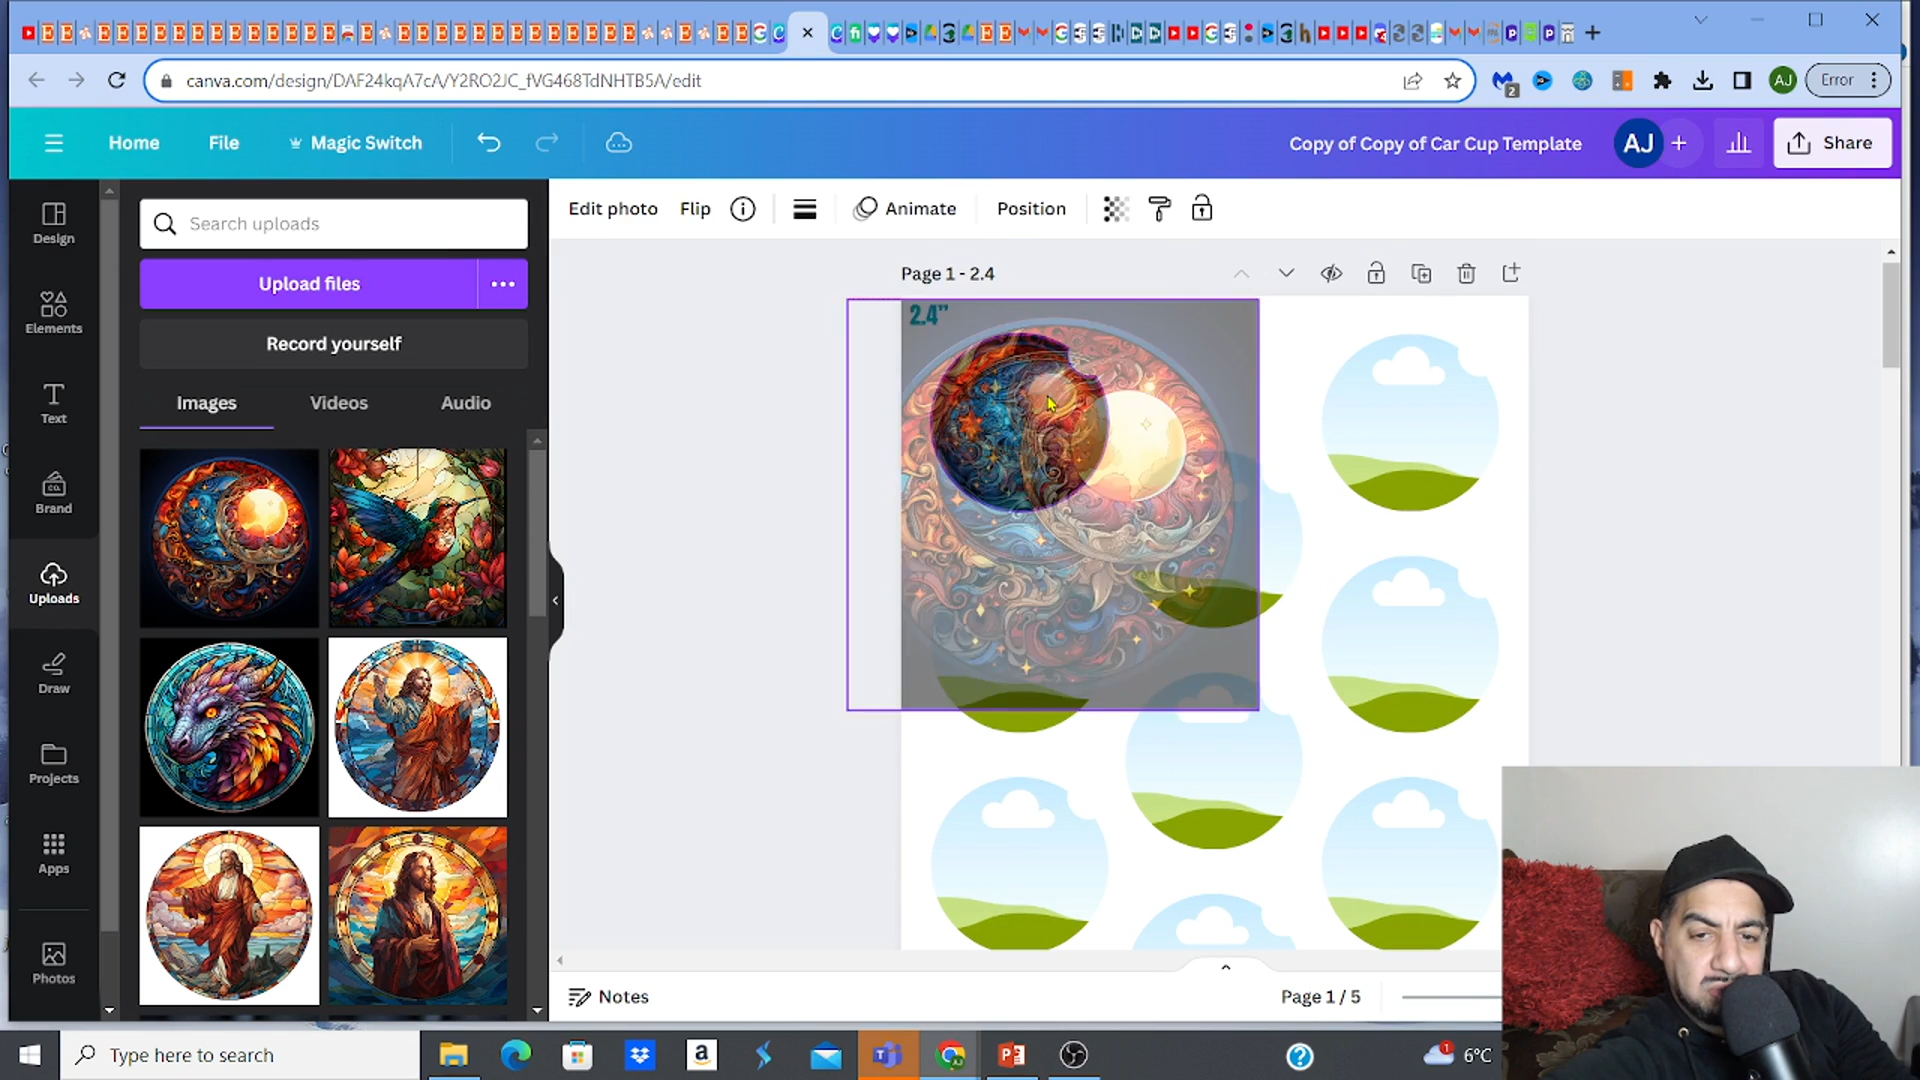 canva.com/design/DAF24kqA7cA/Y2RO2JC_fVG468TdNHTB5A/edit
2
AJ
Error
Home
File
Magic Switch
Copy of Copy of Car Cup Template
AJ
Share
Design
Elements
Text
Brand
Uploads
Draw
Projects
Apps
Photos
Search uploads
Upload files
Record yourself
Images
Videos
Audio
Edit photo
Flip
Animate
Position
Page 1 - 2.4
2.4"
Notes
Page 1 / 5
Type here to search
1
6°C